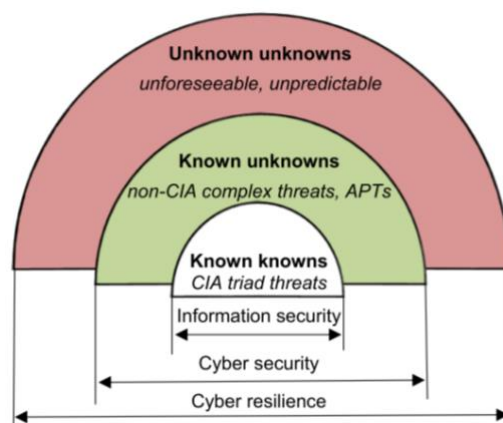 Unknown unknowns
unforeseeable, unpredictable
Known unknowns
non-CIA complex threats, APTs
Known knowns
CIA triad threats
Information security
Cyber security
Cyber resilience